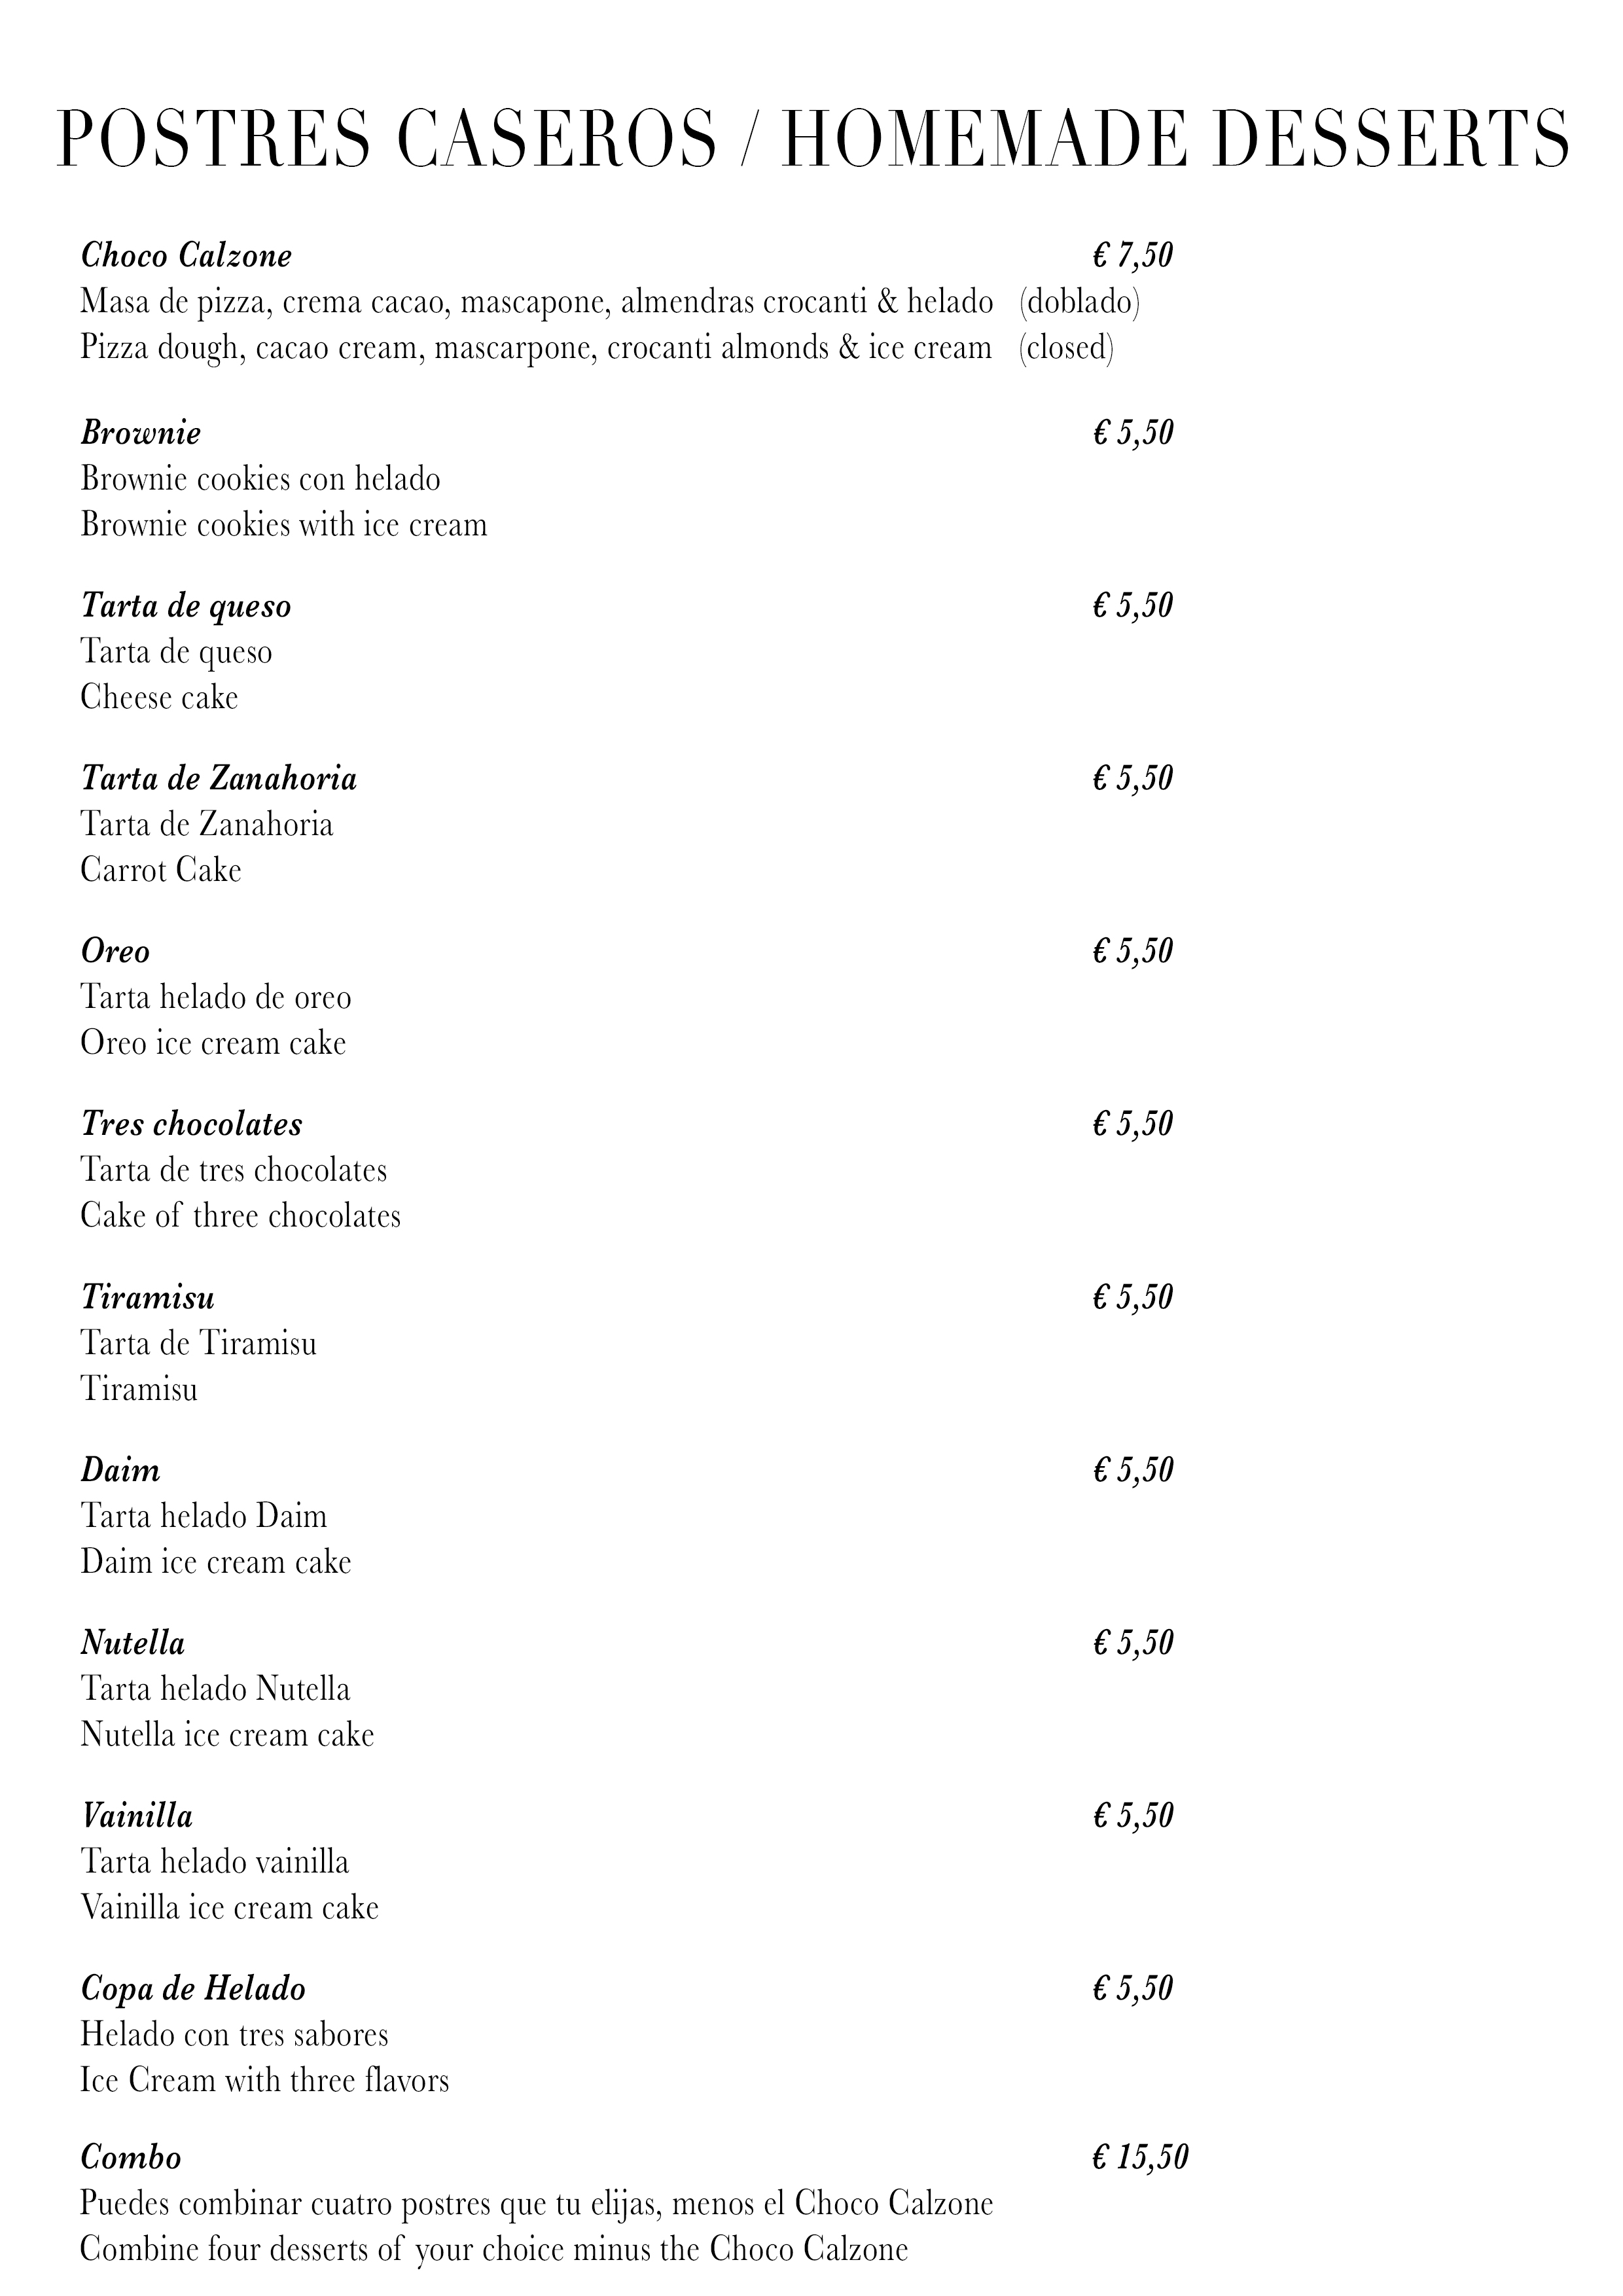 POSTRES CASEROS / HOMEMADE DESSERTS
Choco Calzone € 7,50
Masa de pizza, crema cacao, mascapone, almendras crocanti & helado (doblado)
Pizza dough, cacao cream, mascarpone, crocanti almonds & ice cream (closed)
Brownie € 5,50
Brownie cookies con helado
Brownie cookies with ice cream
Tarta de queso € 5,50
Tarta de queso
Cheese cake
Tarta de Zanahoria € 5,50
Tarta de Zanahoria
Carrot Cake
Oreo € 5,50
Tarta helado de oreo
Oreo ice cream cake
Tres chocolates € 5,50
Tarta de tres chocolates
Cake of three chocolates
Tiramisu € 5,50
Tarta de Tiramisu
Tiramisu
Daim € 5,50
Tarta helado Daim
Daim ice cream cake
Nutella € 5,50
Tarta helado Nutella
Nutella ice cream cake
Vainilla € 5,50
Tarta helado vainilla
Vainilla ice cream cake
Copa de Helado € 5,50
Helado con tres sabores
Ice Cream with three flavors
Combo € 15,50
Puedes combinar cuatro postres que tu elijas, menos el Choco Calzone
Combine four desserts of your choice minus the Choco Calzone